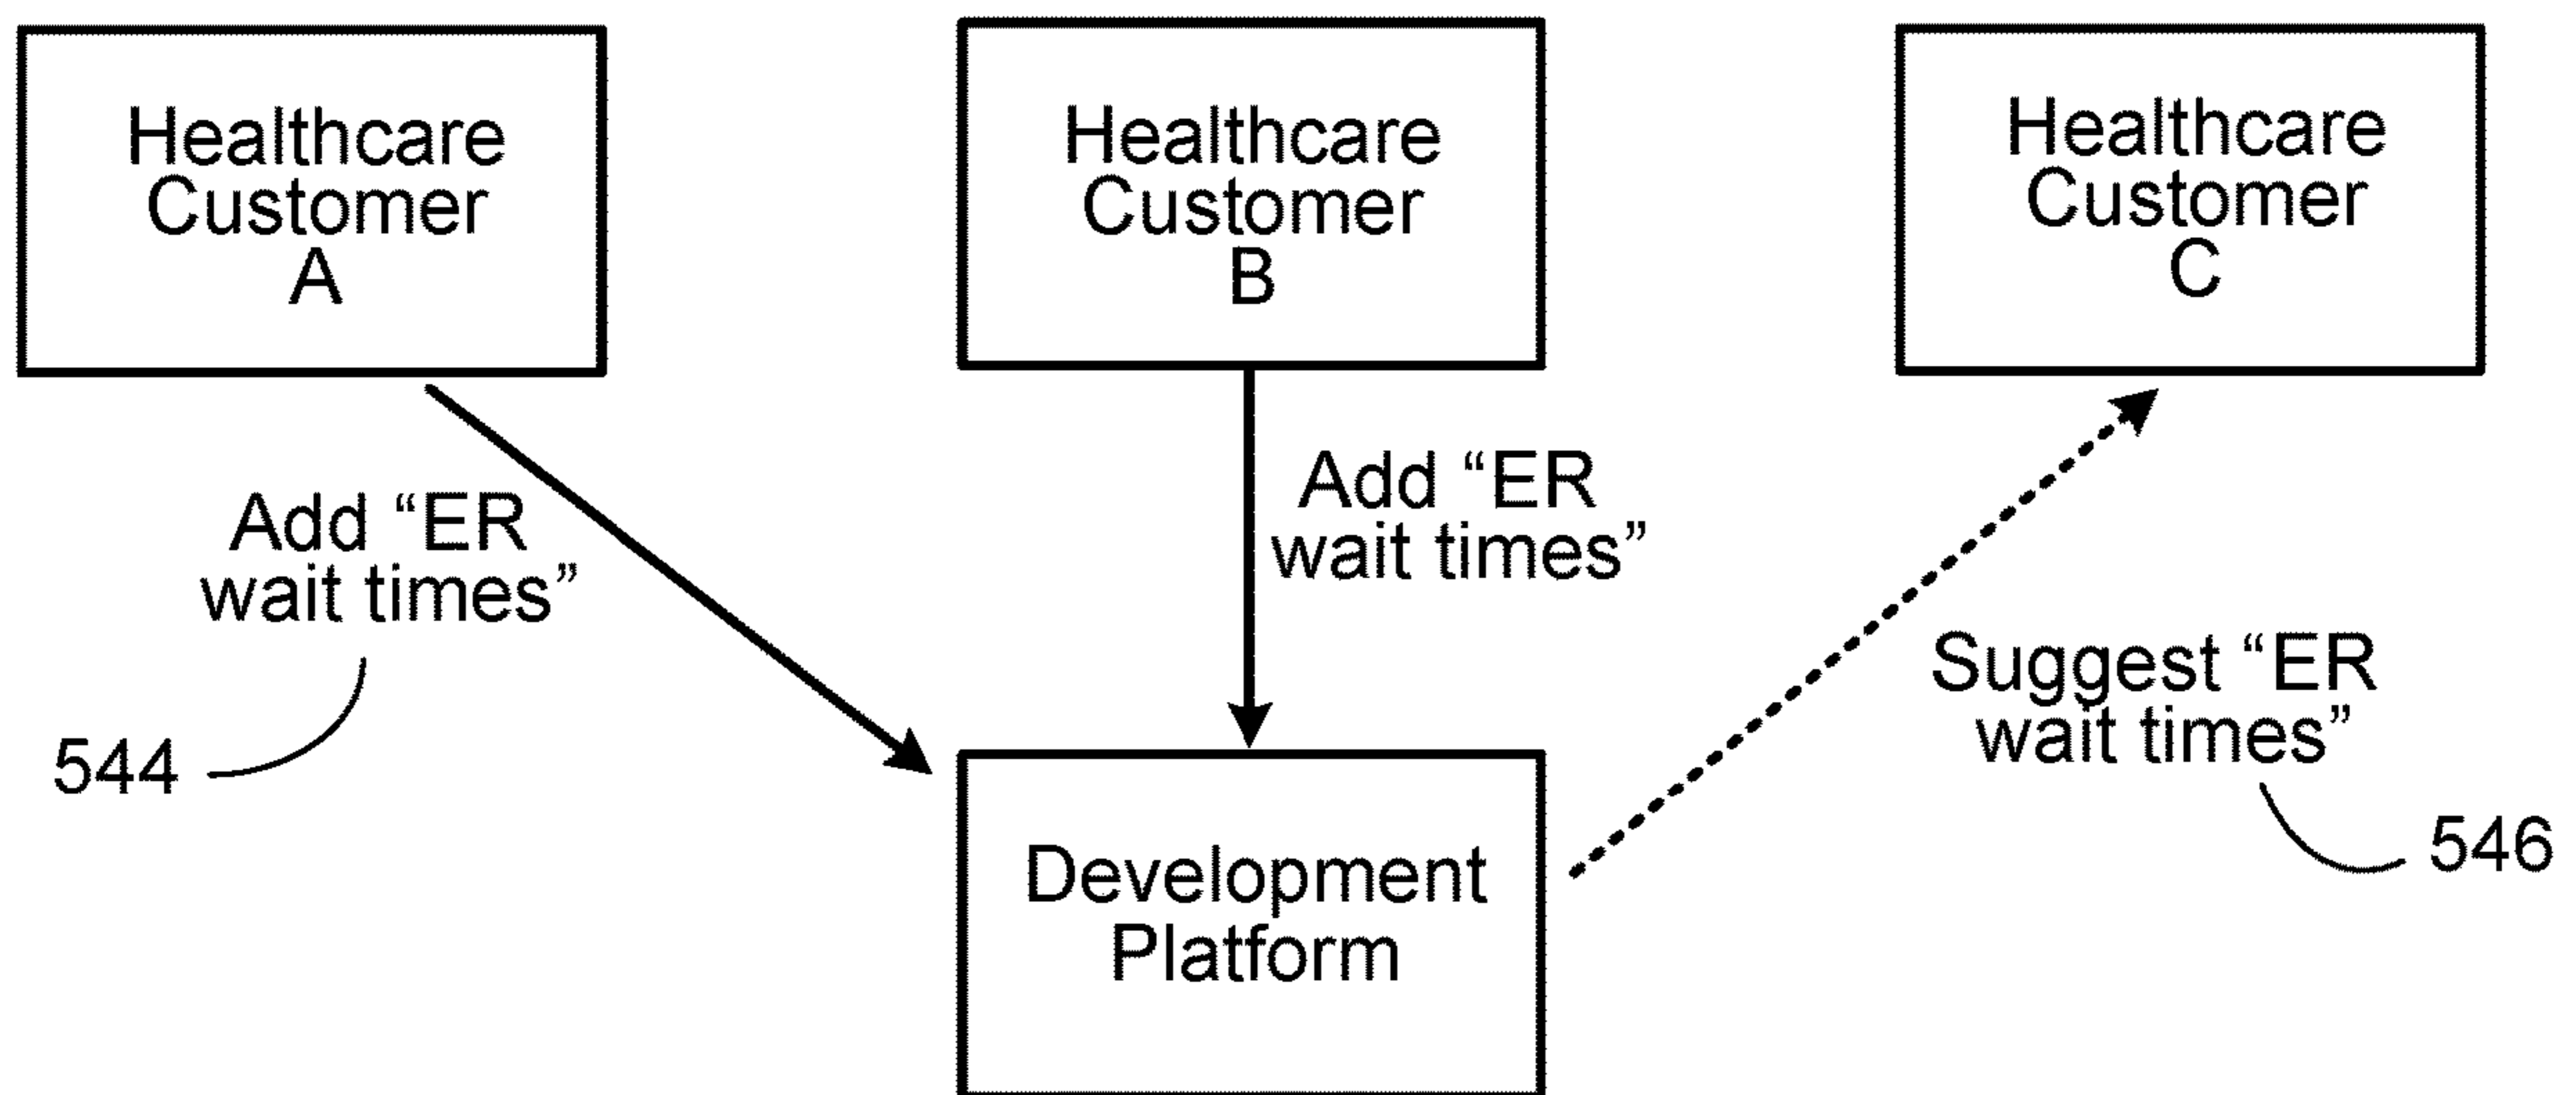 Healthcare
Customer
A
Healthcare
Customer
B
Healthcare
Customer
C
Add “ER
wait times”
544
Add “ER
wait times”
Suggest “ER
wait times”
546
Development
Platform